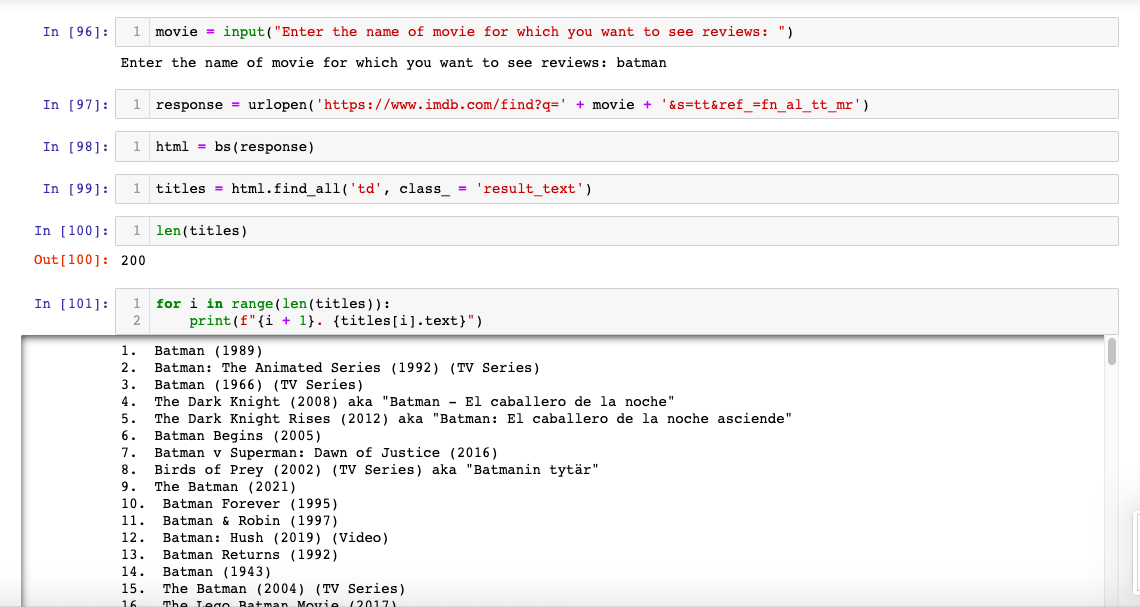 In [96]: 1 movie = input("Enter the name of movie for which you want to see reviews: ")
Enter the name of movie for which you want to see reviews: batman
In [97]: 1 response = urlopen('https://www.imdb.com/find?q=' + movie + '&s=tt&ref_=fn_al_tt_mr')
In [98]: 1 html = bs(response)
In [99]: 1 titles = html.find_all('td', class_ = 'result_text')
In [100]: 1 len(titles)
Out[100]: 200
In [101]: 1 for i in range(len(titles)):
2 print(f"{i + 1}. {titles[i].text}")
1. Batman (1989)
2. Batman: The Animated Series (1992) (TV Series)
3. Batman (1966) (TV Series)
4. The Dark Knight (2008) aka "Batman - El caballero de la noche"
5. The Dark Knight Rises (2012) aka "Batman: El caballero de la noche asciende"
6. Batman Begins (2005)
7. Batman v Superman: Dawn of Justice (2016)
8. Birds of Prey (2002) (TV Series) aka "Batmanin tytär"
9. The Batman (2021)
10. Batman Forever (1995)
11. Batman & Robin (1997)
12. Batman: Hush (2019) (Video)
13. Batman Returns (1992)
14. Batman (1943)
15. The Batman (2004) (TV Series)
16. The Lego Batman Movie (2017)